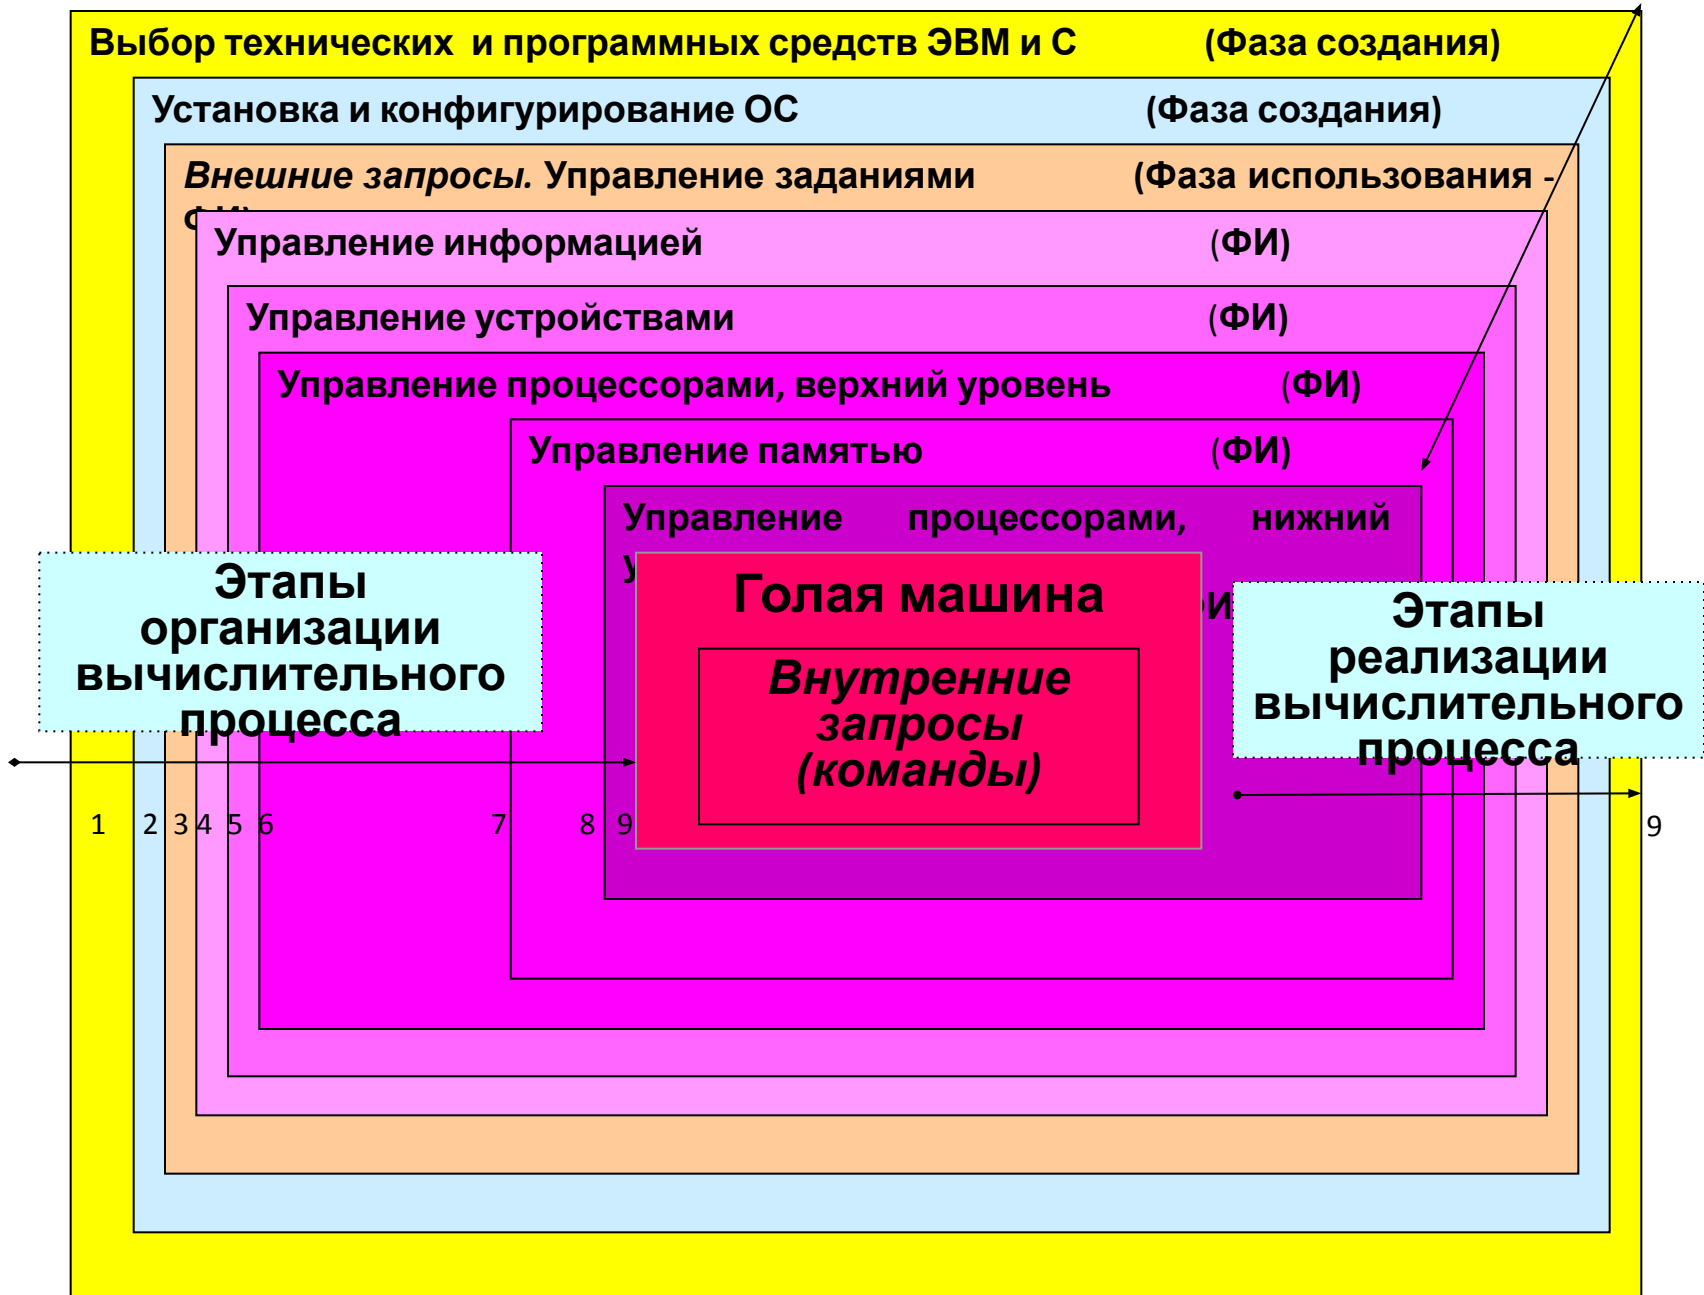 Выбор технических и программных средств ЭВМ и С (Фаза создания)
Установка и конфигурирование ОС (Фаза создания)
Внешние запросы. Управление заданиями (Фаза использования -
Управление информацией (ФИ)
Управление устройствами (ФИ)
Управление процессорами, верхний уровень (ФИ)
Управление памятью (ФИ)
Управление процессорами, нижний
Этапы
организации
вычислительного
процесса
Голая машина
Внутренние
запросы
(команды)
Этапы
реализации
вычислительного
процесса
1 2 3 4 5 6 7 8 9 9